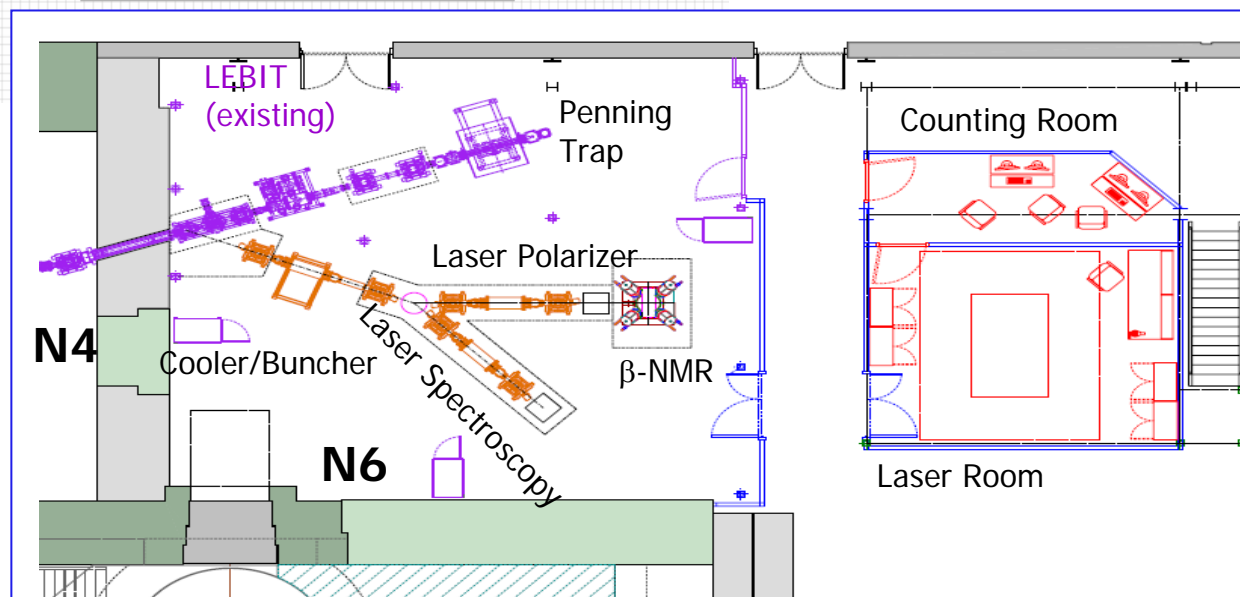 LEBIT
(existing)
Penning
Trap
Counting Room
Laser Polarizer
N4
Cooler/Buncher
Laser Spectroscopy
β-NMR
N6
Laser Room